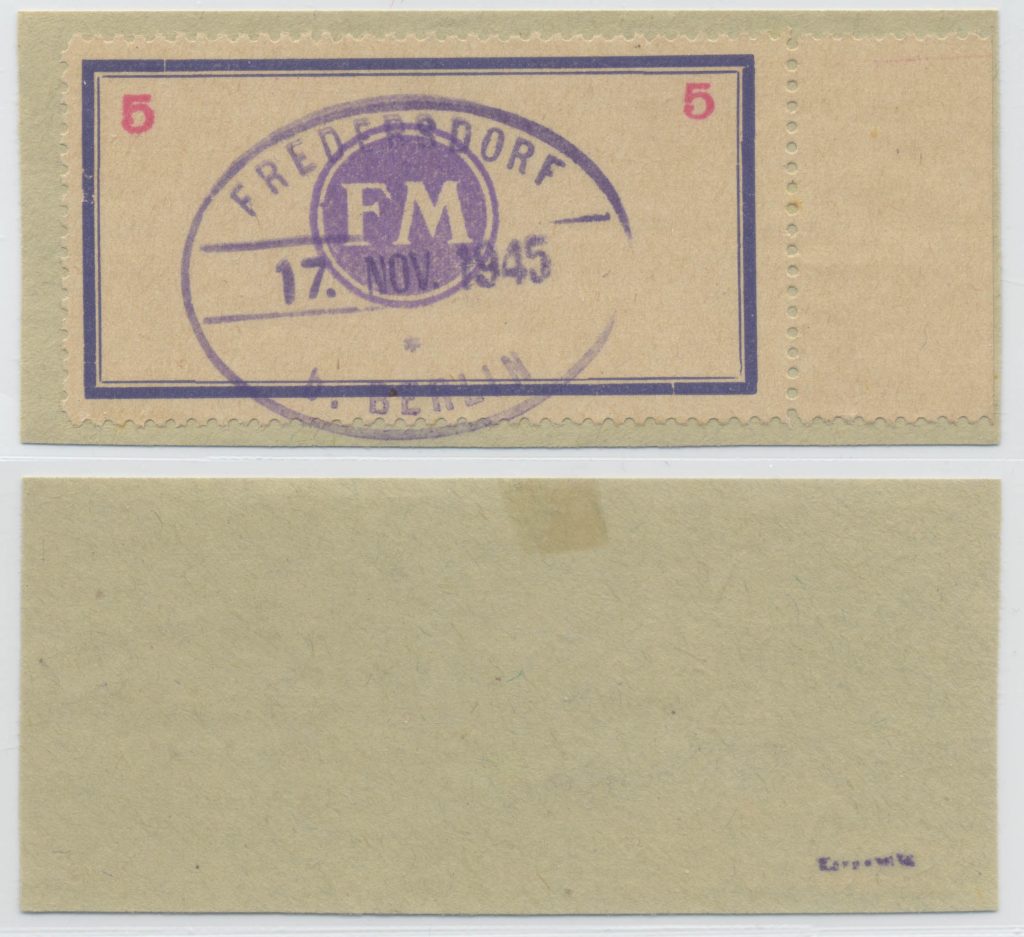 5 5
FREDERSDORF
FM
17. NOV. 1945
*
b. BERLIN